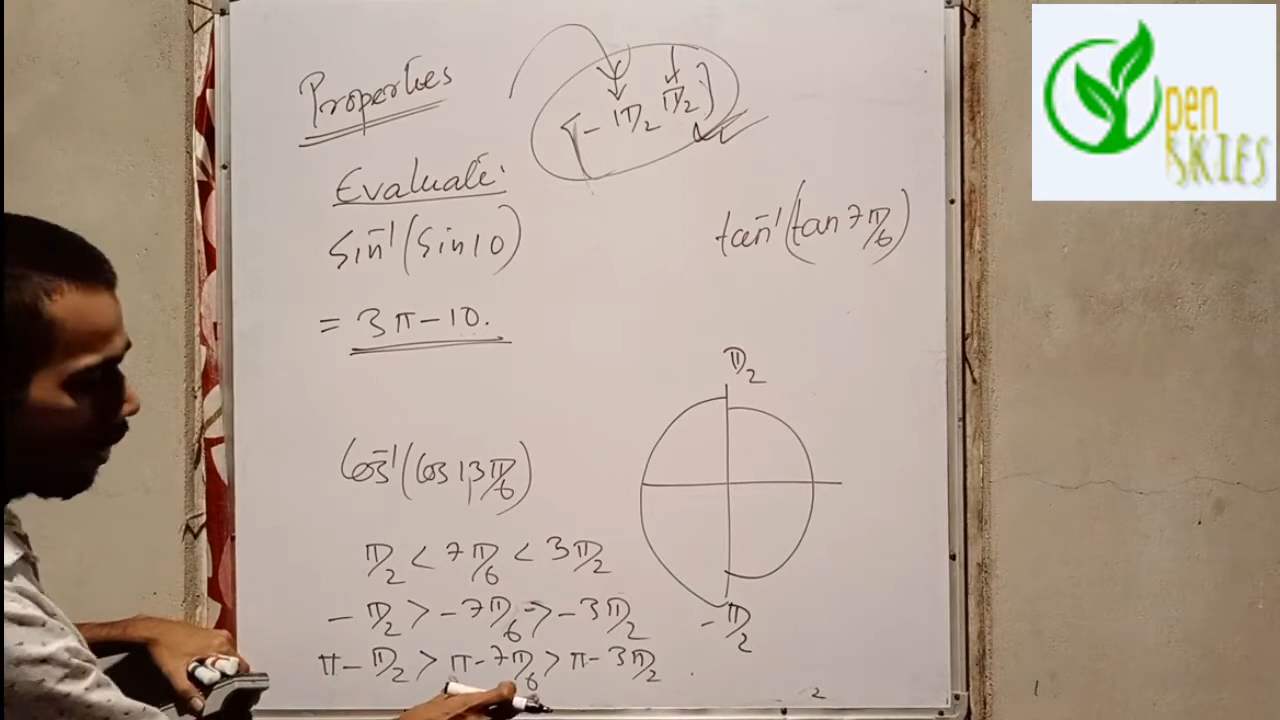 Properties
[-π/2 π/2]
Evaluate:
sin⁻¹(sin10)
tan⁻¹(tan 7π/6)
= 3π-10.
cos⁻¹(cos 13π/6)
π/2
-π/2
π/2 < 7π/6 < 3π/2
-π/2 > -7π/6 > -3π/2
π-π/2 > π-7π/6 > π-3π/2
2
Open
SKIES